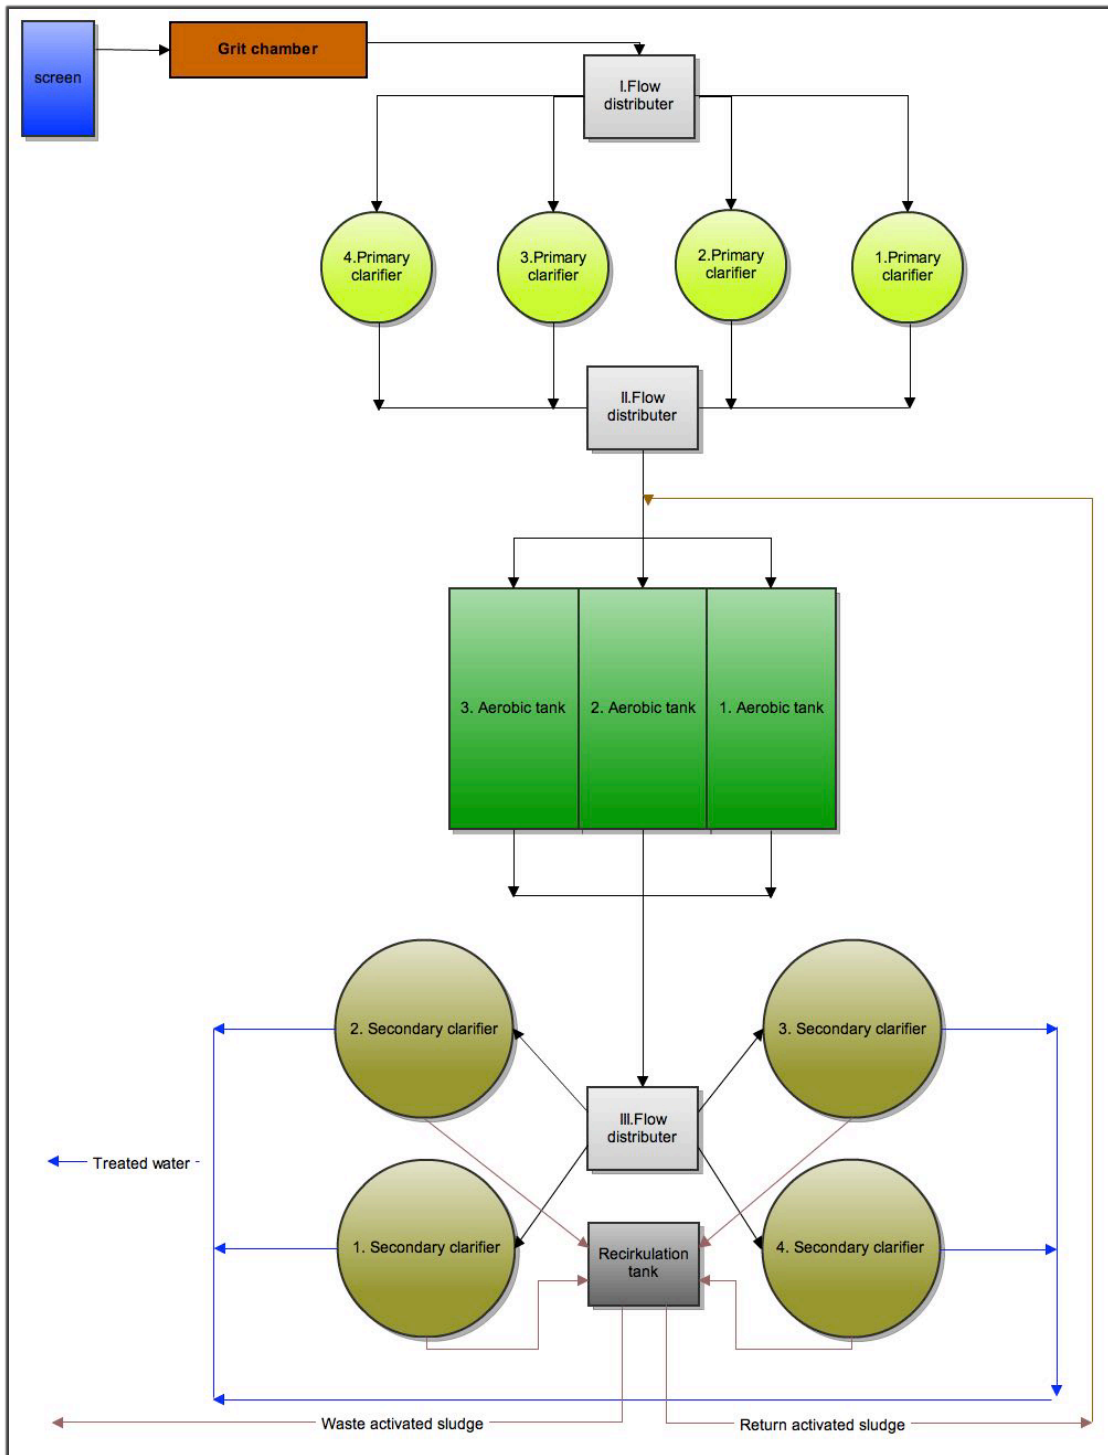 screen
Grit chamber
I.Flow
distributer
4.Primary
clarifier
3.Primary
clarifier
2.Primary
clarifier
1.Primary
clarifier
II.Flow
distributer
3. Aerobic tank
2. Aerobic tank
1. Aerobic tank
2. Secondary clarifier
3. Secondary clarifier
III.Flow
distributer
Treated water
1. Secondary clarifier
Recirkulation
tank
4. Secondary clarifier
Waste activated sludge
Return activated sludge